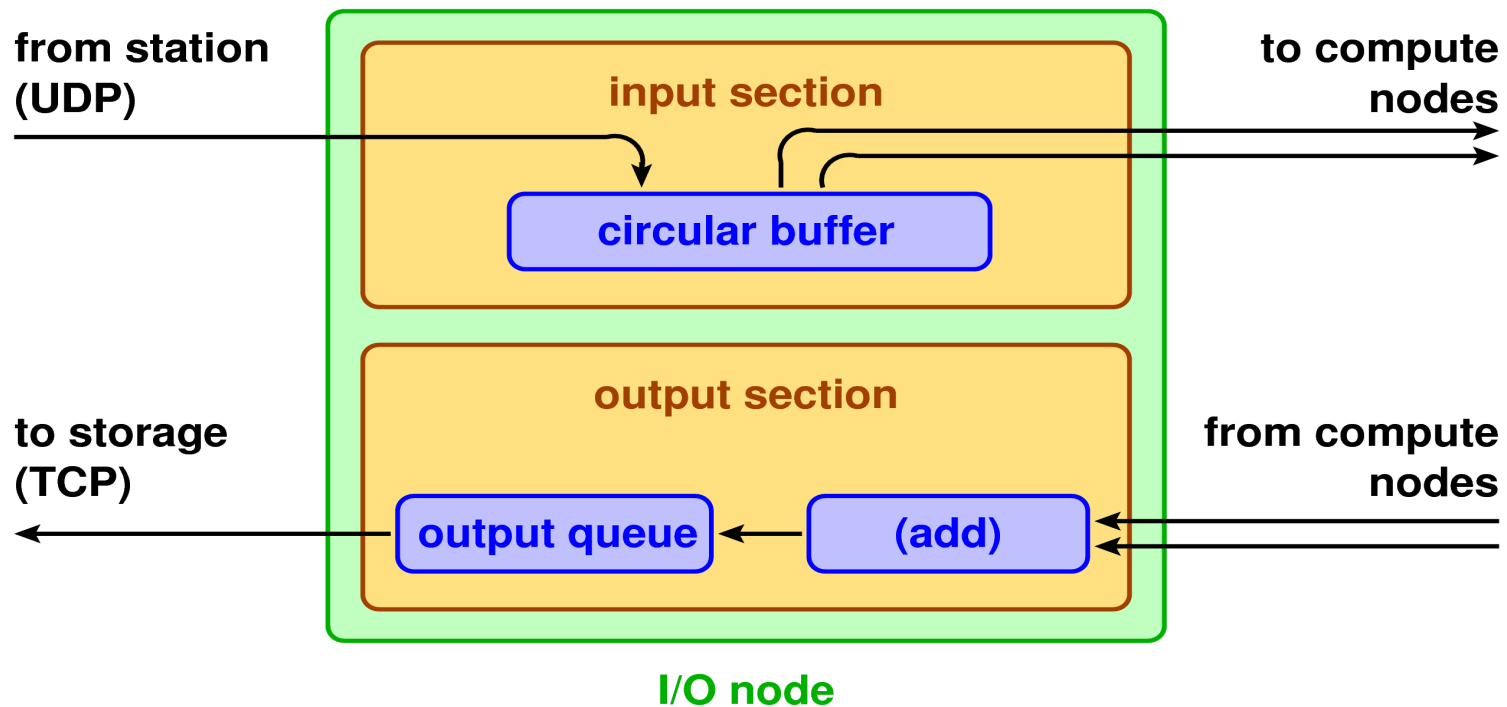 from station
(UDP)
input section
to compute
nodes
circular buffer
output section
to storage
(TCP)
from compute
nodes
output queue
(add)
I/O node